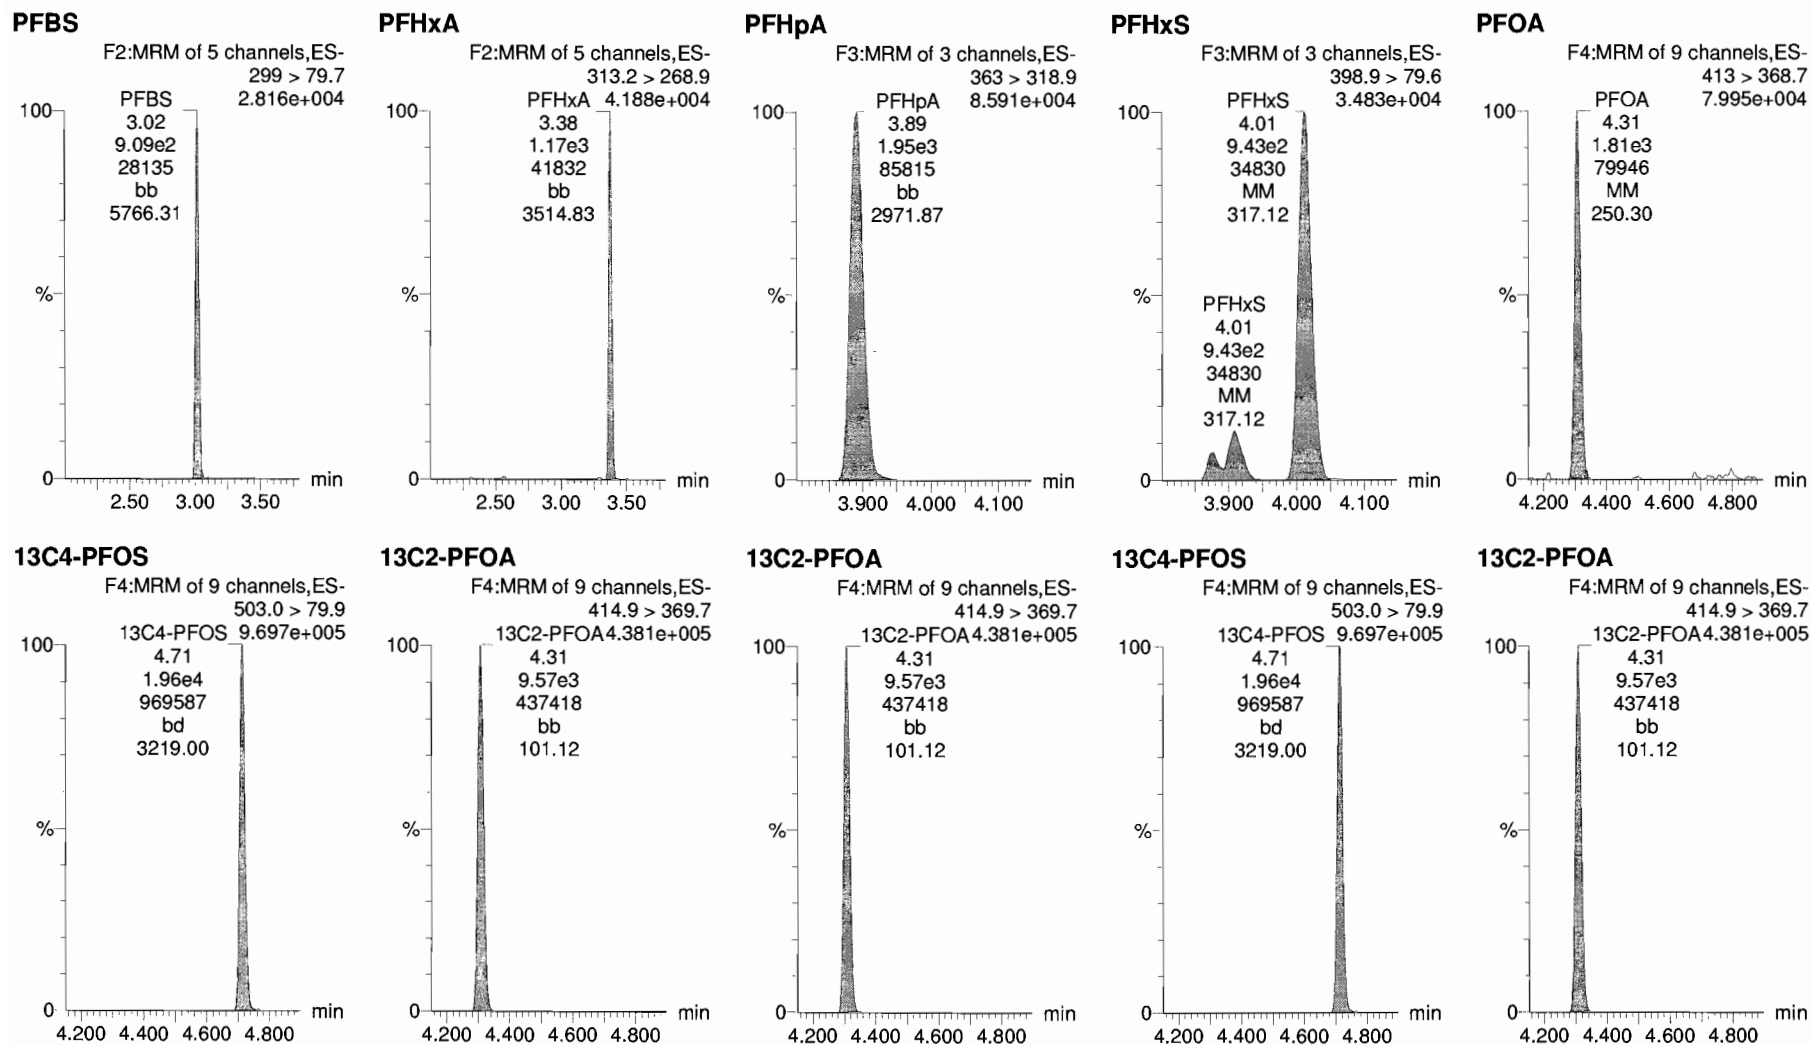 PFBS
F2:MRM of 5 channels,ES-
299 > 79.7
2.816e+004
PFBS
3.02
9.09e2
28135
bb
5766.31
100
%
0
2.50 3.00 3.50
min
PFHxA
F2:MRM of 5 channels,ES-
313.2 > 268.9
PFHxA 4.188e+004
3.38
1.17e3
41832
bb
3514.83
100
%
0
2.50 3.00 3.50
min
PFHpA
F3:MRM of 3 channels,ES-
363 > 318.9
PFHpA 8.591e+004
3.89
1.95e3
85815
bb
2971.87
100
%
0
3.900 4.000 4.100
min
PFHxS
F3:MRM of 3 channels,ES-
398.9 > 79.6
PFHxS 3.483e+004
4.01
9.43e2
34830
MM
317.12
PFHxS
4.01
9.43e2
34830
MM
317.12
100
%
0
3.900 4.000 4.100
min
PFOA
F4:MRM of 9 channels,ES-
413 > 368.7
PFOA 7.995e+004
4.31
1.81e3
79946
MM
250.30
100
%
0
4.200 4.400 4.600 4.800
min
13C4-PFOS
F4:MRM of 9 channels,ES-
503.0 > 79.9
13C4-PFOS 9.697e+005
4.71
1.96e4
969587
bd
3219.00
100
%
0
4.200 4.400 4.600 4.800
min
13C2-PFOA
F4:MRM of 9 channels,ES-
414.9 > 369.7
13C2-PFOA 4.381e+005
4.31
9.57e3
437418
bb
101.12
100
%
0
4.200 4.400 4.600 4.800
min
13C2-PFOA
F4:MRM of 9 channels,ES-
414.9 > 369.7
13C2-PFOA 4.381e+005
4.31
9.57e3
437418
bb
101.12
100
%
0
4.200 4.400 4.600 4.800
min
13C4-PFOS
F4:MRM of 9 channels,ES-
503.0 > 79.9
13C4-PFOS 9.697e+005
4.71
1.96e4
969587
bd
3219.00
100
%
0
4.200 4.400 4.600 4.800
min
13C2-PFOA
F4:MRM of 9 channels,ES-
414.9 > 369.7
13C2-PFOA 4.381e+005
4.31
9.57e3
437418
bb
101.12
100
%
0
4.200 4.400 4.600 4.800
min